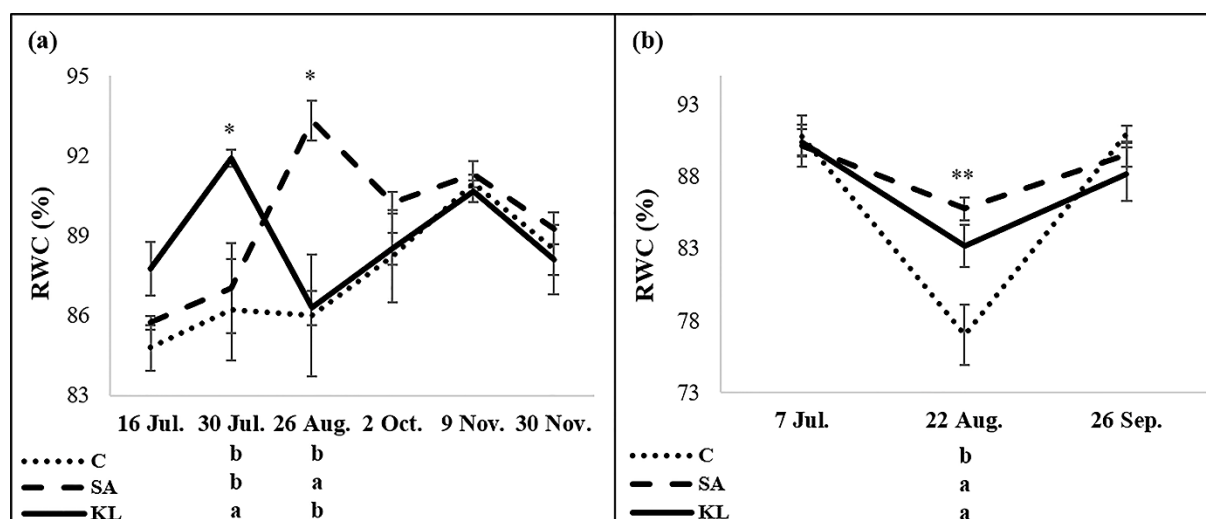 (a)
RWC (%)
95
92
89
86
83
*
*
16 Jul. 30 Jul. 26 Aug. 2 Oct. 9 Nov. 30 Nov.
C b b
SA b a
KL a b
(b)
RWC (%)
93
88
83
78
73
**
7 Jul. 22 Aug. 26 Sep.
C b
SA a
KL a